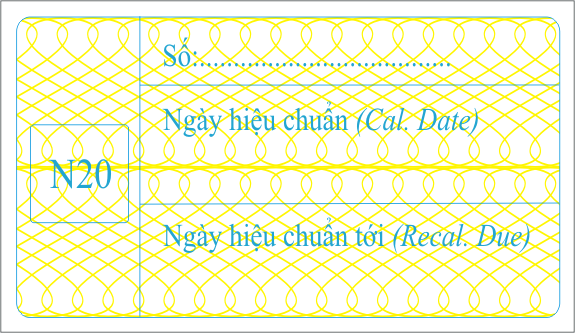 Số:......................................
Ngày hiệu chuẩn (Cal. Date)
N20
Ngày hiệu chuẩn tới (Recal. Due)